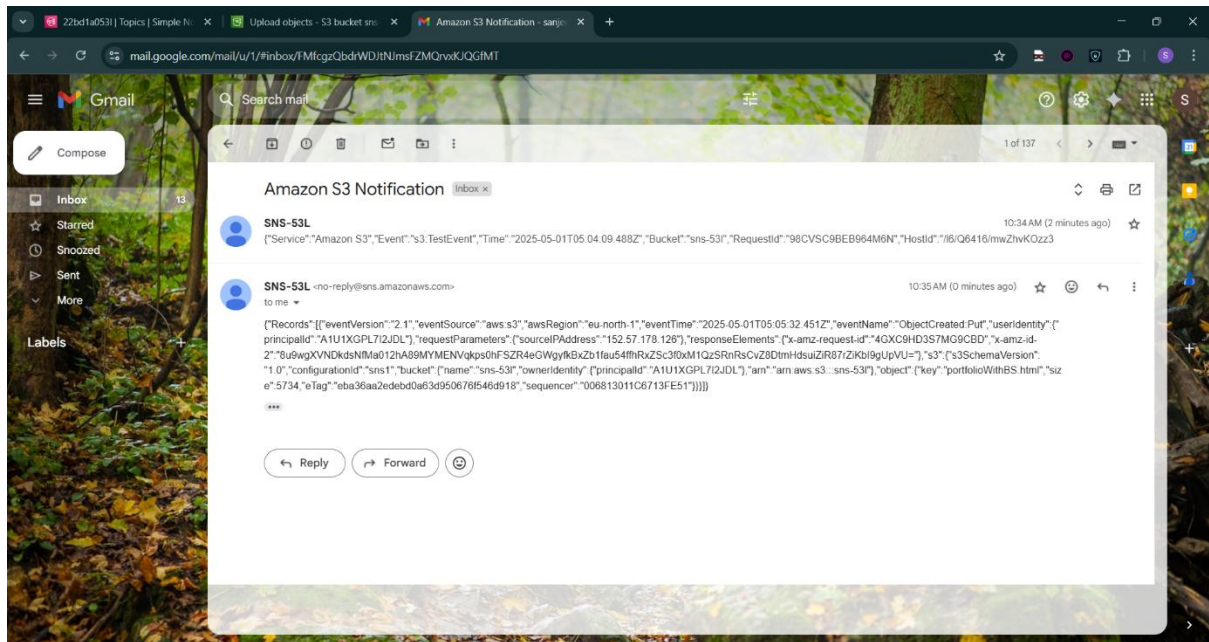 22bd1a053l | Topics | Simple No
Upload objects - S3 bucket sns-
Amazon S3 Notification - sanje
mail.google.com/mail/u/1/#inbox/FMfcgzQbdrWDJtNJmsFZMQrvxKJQGfMT
S
Gmail
Search mail
S
Compose
1 of 137
Inbox 13
Starred
Snoozed
Sent
More
Labels
Amazon S3 Notification Inbox ×
SNS-53L 10:34 AM (2 minutes ago)
{"Service":"Amazon S3","Event":"s3:TestEvent","Time":"2025-05-01T05:04:09.488Z","Bucket":"sns-53l","RequestId":"98CVSC9BEB964M6N","HostId":"/l6/Q6416/mwZhvKOzz3
SNS-53L <no-reply@sns.amazonaws.com> 10:35 AM (0 minutes ago)
to me
{"Records":[{"eventVersion":"2.1","eventSource":"aws:s3","awsRegion":"eu-north-1","eventTime":"2025-05-01T05:05:32.451Z","eventName":"ObjectCreated:Put","userIdentity":{"
principalId":"A1U1XGPL7I2JDL"},"requestParameters":{"sourceIPAddress":"152.57.178.126"},"responseElements":{"x-amz-request-id":"4GXC9HD3S7MG9CBD","x-amz-id-
2":"8u9wgXVNDkdsNfMa012hA89MYMENVqkps0hFSZR4eGWgyfkBxZb1fau54ffhRxZSc3f0xM1QzSRnRsCvZ8DtmHdsuiZiR87rZiKbI9gUpVU="},"s3":{"s3SchemaVersion":
"1.0","configurationId":"sns1","bucket":{"name":"sns-53l","ownerIdentity":{"principalId":"A1U1XGPL7I2JDL"},"arn":"arn:aws:s3:::sns-53l"},"object":{"key":"portfolioWithBS.html","siz
e":5734,"eTag":"eba36aa2edebd0a63d950676f546d918","sequencer":"006813011C6713FE51"}}}]}
Reply
Forward